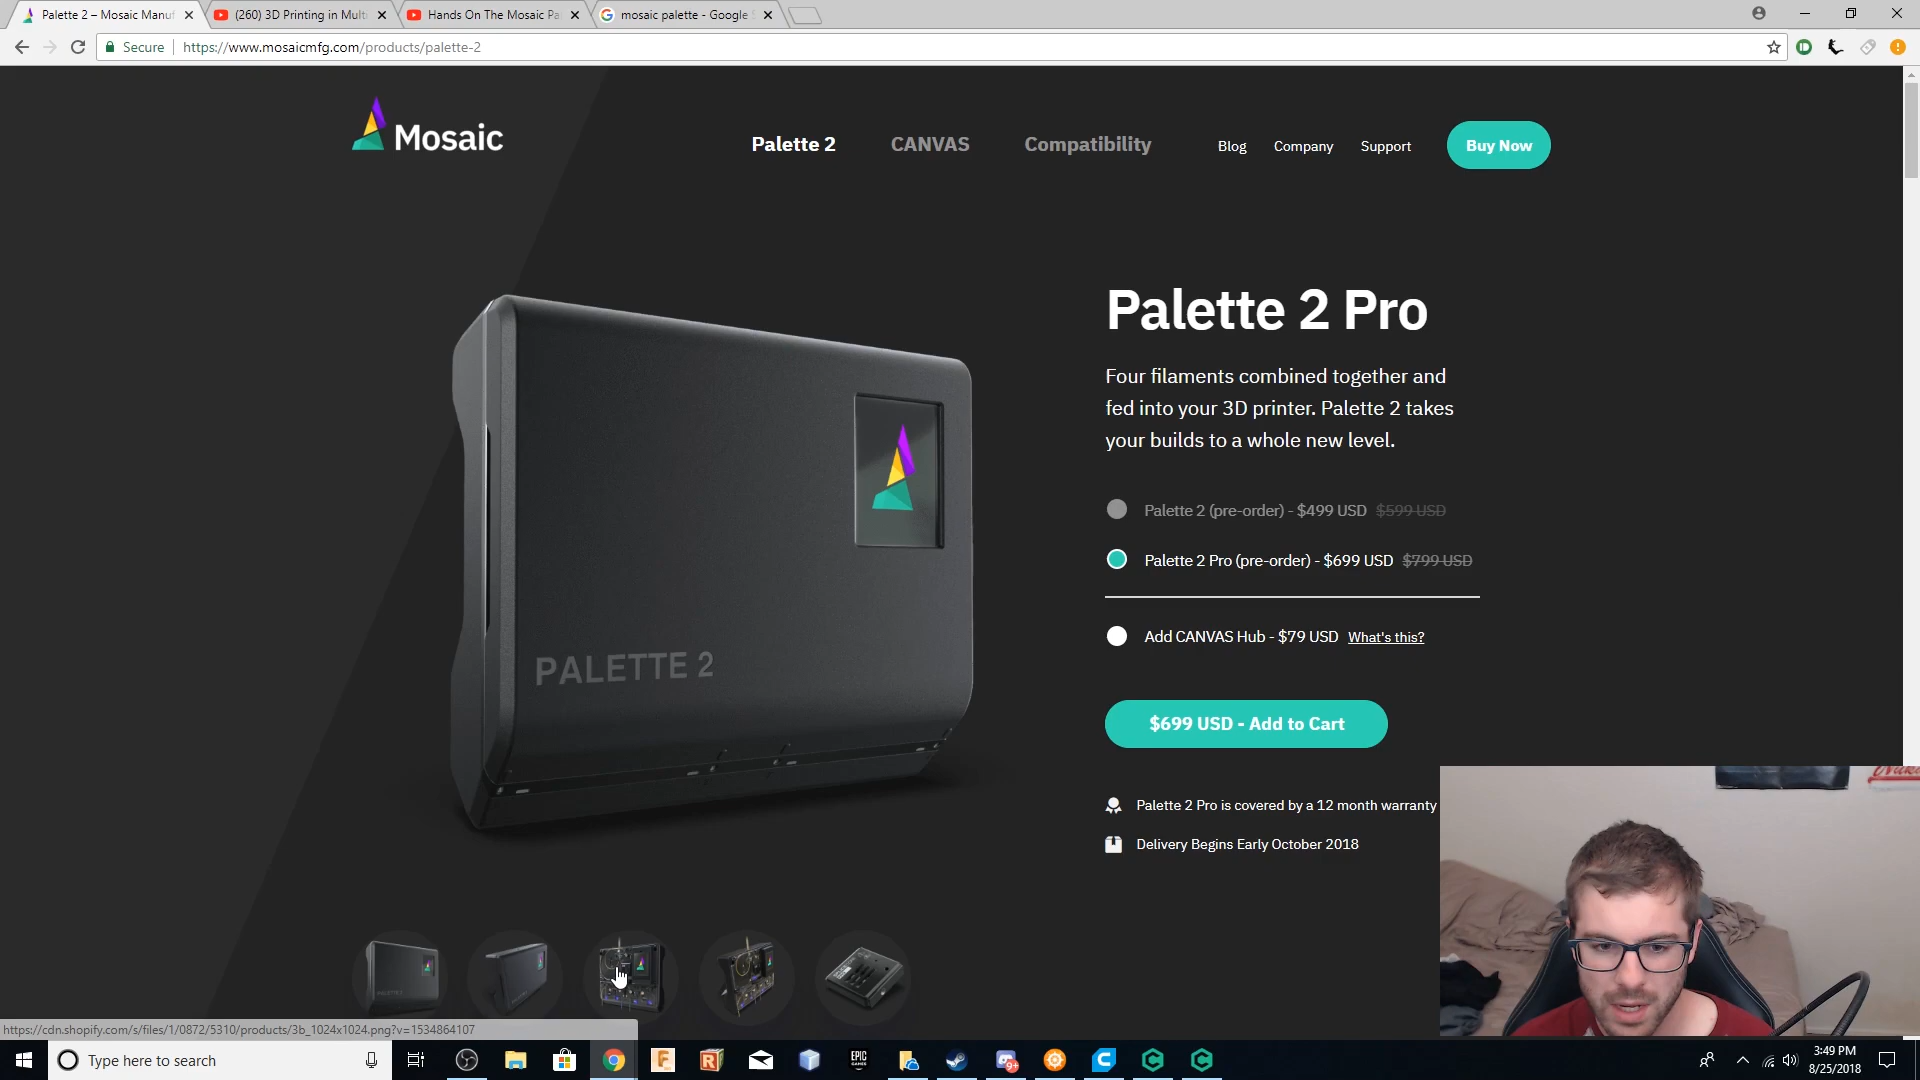 Palette 2 – Mosaic Manuf
(260) 3D Printing in Mult
Hands On The Mosaic Pa
mosaic palette - Google S
Secure
https://www.mosaicmfg.com/products/palette-2
Mosaic
Palette 2
CANVAS
Compatibility
Blog
Company
Support
Buy Now
Palette 2 Pro
Four filaments combined together and
fed into your 3D printer. Palette 2 takes
your builds to a whole new level.
Palette 2 (pre-order) - $499 USD $599 USD
Palette 2 Pro (pre-order) - $699 USD $799 USD
Add CANVAS Hub - $79 USD What's this?
PALETTE 2
$699 USD - Add to Cart
Palette 2 Pro is covered by a 12 month warranty
Delivery Begins Early October 2018
https://cdn.shopify.com/s/files/1/0872/5310/products/3b_1024x1024.png?v=1534864107
Type here to search
EPIC
GAMES
3:49 PM
8/25/2018